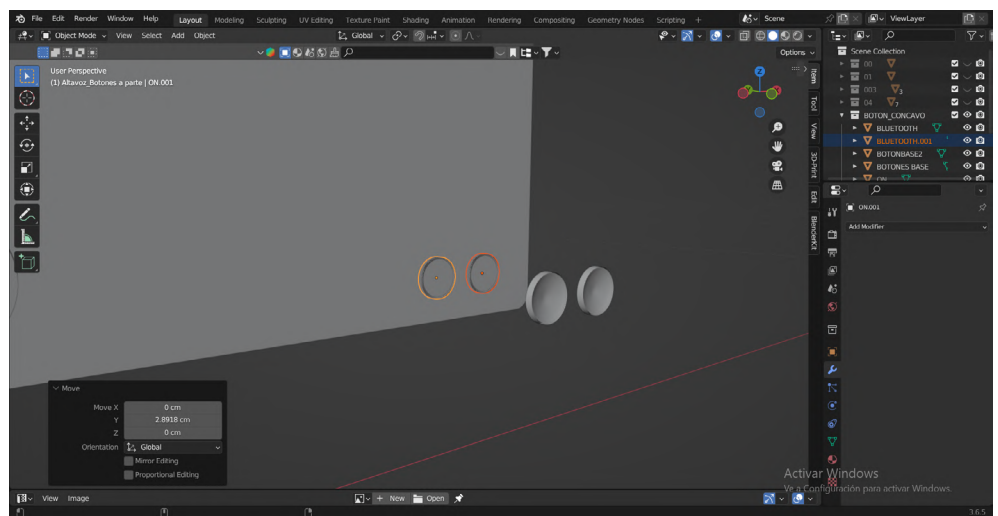 File Edit Render Window Help Layout Modeling Sculpting UV Editing Texture Paint Shading Animation Rendering Compositing Geometry Nodes Scripting + Scene ViewLayer
Object Mode View Select Add Object Global
Options
User Perspective
(1) Altavoz_Botones a parte | ON.001
Item
Tool
View
3D-Print
Edit
BlenderKit
Scene Collection
00
01
003 3
04 7
BOTON_CONCAVO
BLUETOOTH
BLUETOOTH.001
BOTONBASE2
BOTONES BASE
ON
ON.001
Add Modifier
Move
Move X 0 cm
Y 2.8918 cm
Z 0 cm
Orientation Global
Mirror Editing
Proportional Editing
Activar Windows
Ve a Configuración para activar Windows.
View Image + New Open
3.6.5